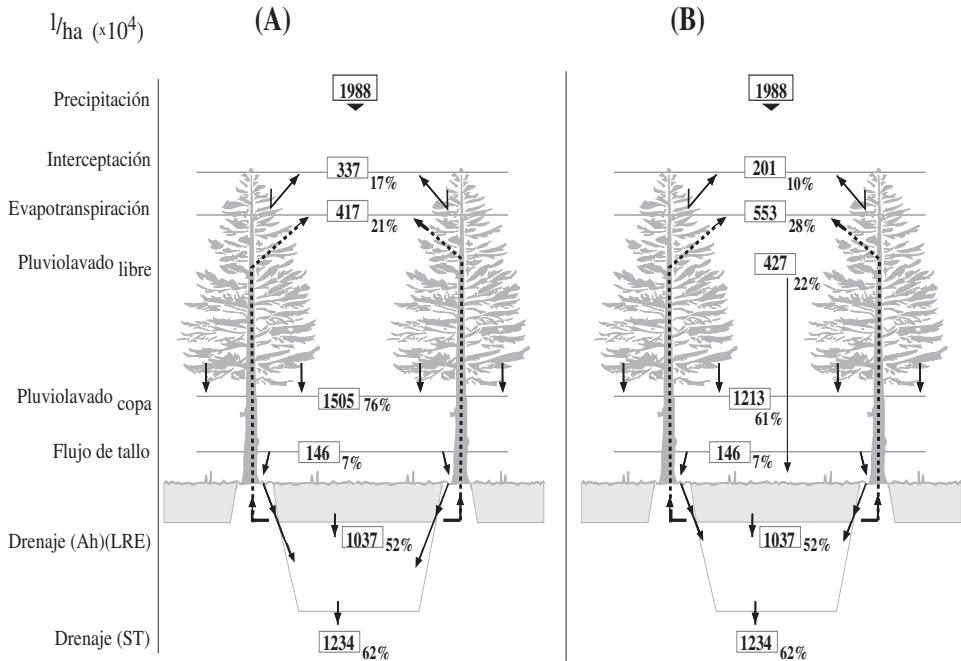 l/ha (x10⁴) (A) (B)
Precipitación 1988 1988
Interceptación 337 17% 201 10%
Evapotranspiración 417 21% 553 28%
Pluviolavado libre 427 22%
Pluviolavado copa 1505 76% 1213 61%
Flujo de tallo 146 7% 146 7%
Drenaje (Ah)(LRE) 1037 52% 1037 52%
Drenaje (ST) 1234 62% 1234 62%